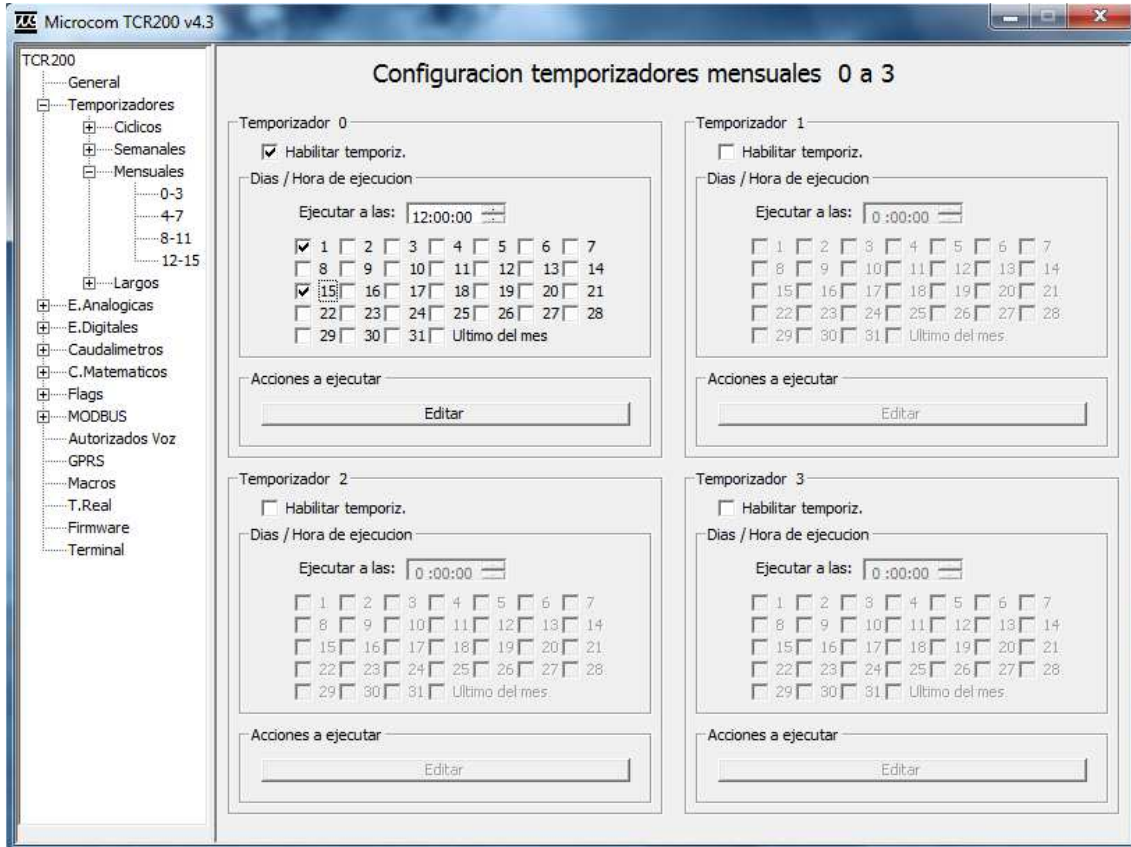 Microcom TCR200 v4.3
TCR200
General
Temporizadores
Ciclicos
Semanales
Mensuales
0-3
4-7
8-11
12-15
Largos
E.Analogicas
E.Digitales
Caudalimetros
C.Matematicos
Flags
MODBUS
Autorizados Voz
GPRS
Macros
T.Real
Firmware
Terminal
Configuracion temporizadores mensuales 0 a 3
Temporizador 0
Habilitar temporiz.
Dias / Hora de ejecucion
Ejecutar a las: 12:00:00
1 2 3 4 5 6 7
8 9 10 11 12 13 14
15 16 17 18 19 20 21
22 23 24 25 26 27 28
29 30 31 Ultimo del mes
Acciones a ejecutar
Editar
Temporizador 1
Habilitar temporiz.
Dias / Hora de ejecucion
Ejecutar a las: 0 :00:00
1 2 3 4 5 6 7
8 9 10 11 12 13 14
15 16 17 18 19 20 21
22 23 24 25 26 27 28
29 30 31 Ultimo del mes
Acciones a ejecutar
Editar
Temporizador 2
Habilitar temporiz.
Dias / Hora de ejecucion
Ejecutar a las: 0 :00:00
1 2 3 4 5 6 7
8 9 10 11 12 13 14
15 16 17 18 19 20 21
22 23 24 25 26 27 28
29 30 31 Ultimo del mes
Acciones a ejecutar
Editar
Temporizador 3
Habilitar temporiz.
Dias / Hora de ejecucion
Ejecutar a las: 0 :00:00
1 2 3 4 5 6 7
8 9 10 11 12 13 14
15 16 17 18 19 20 21
22 23 24 25 26 27 28
29 30 31 Ultimo del mes
Acciones a ejecutar
Editar